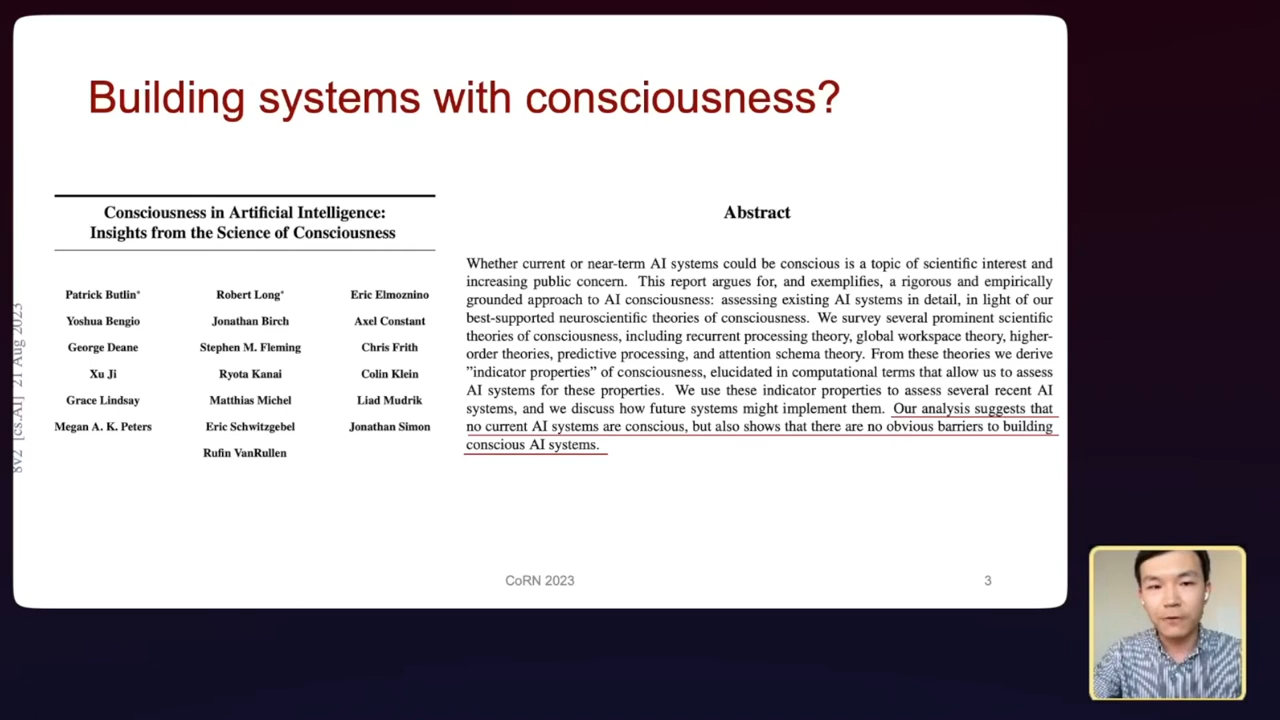 Building systems with consciousness?
Consciousness in Artificial Intelligence:
Insights from the Science of Consciousness
Patrick Butlin* Robert Long* Eric Elmoznino
Yoshua Bengio Jonathan Birch Axel Constant
George Deane Stephen M. Fleming Chris Frith
Xu Ji Ryota Kanai Colin Klein
Grace Lindsay Matthias Michel Liad Mudrik
Megan A. K. Peters Eric Schwitzgebel Jonathan Simon
Rufin VanRullen
8v2 [cs.AI] 21 Aug 2023
Abstract
Whether current or near-term AI systems could be conscious is a topic of scientific interest and
increasing public concern. This report argues for, and exemplifies, a rigorous and empirically
grounded approach to AI consciousness: assessing existing AI systems in detail, in light of our
best-supported neuroscientific theories of consciousness. We survey several prominent scientific
theories of consciousness, including recurrent processing theory, global workspace theory, higher-
order theories, predictive processing, and attention schema theory. From these theories we derive
"indicator properties" of consciousness, elucidated in computational terms that allow us to assess
AI systems for these properties. We use these indicator properties to assess several recent AI
systems, and we discuss how future systems might implement them. Our analysis suggests that
no current AI systems are conscious, but also shows that there are no obvious barriers to building
conscious AI systems.
CoRN 2023
3